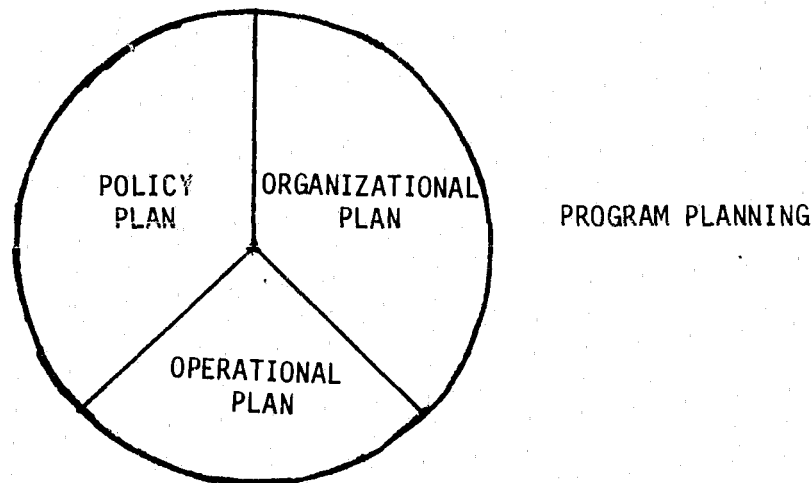 POLICY
PLAN
ORGANIZATIONAL
PLAN
PROGRAM PLANNING
OPERATIONAL
PLAN